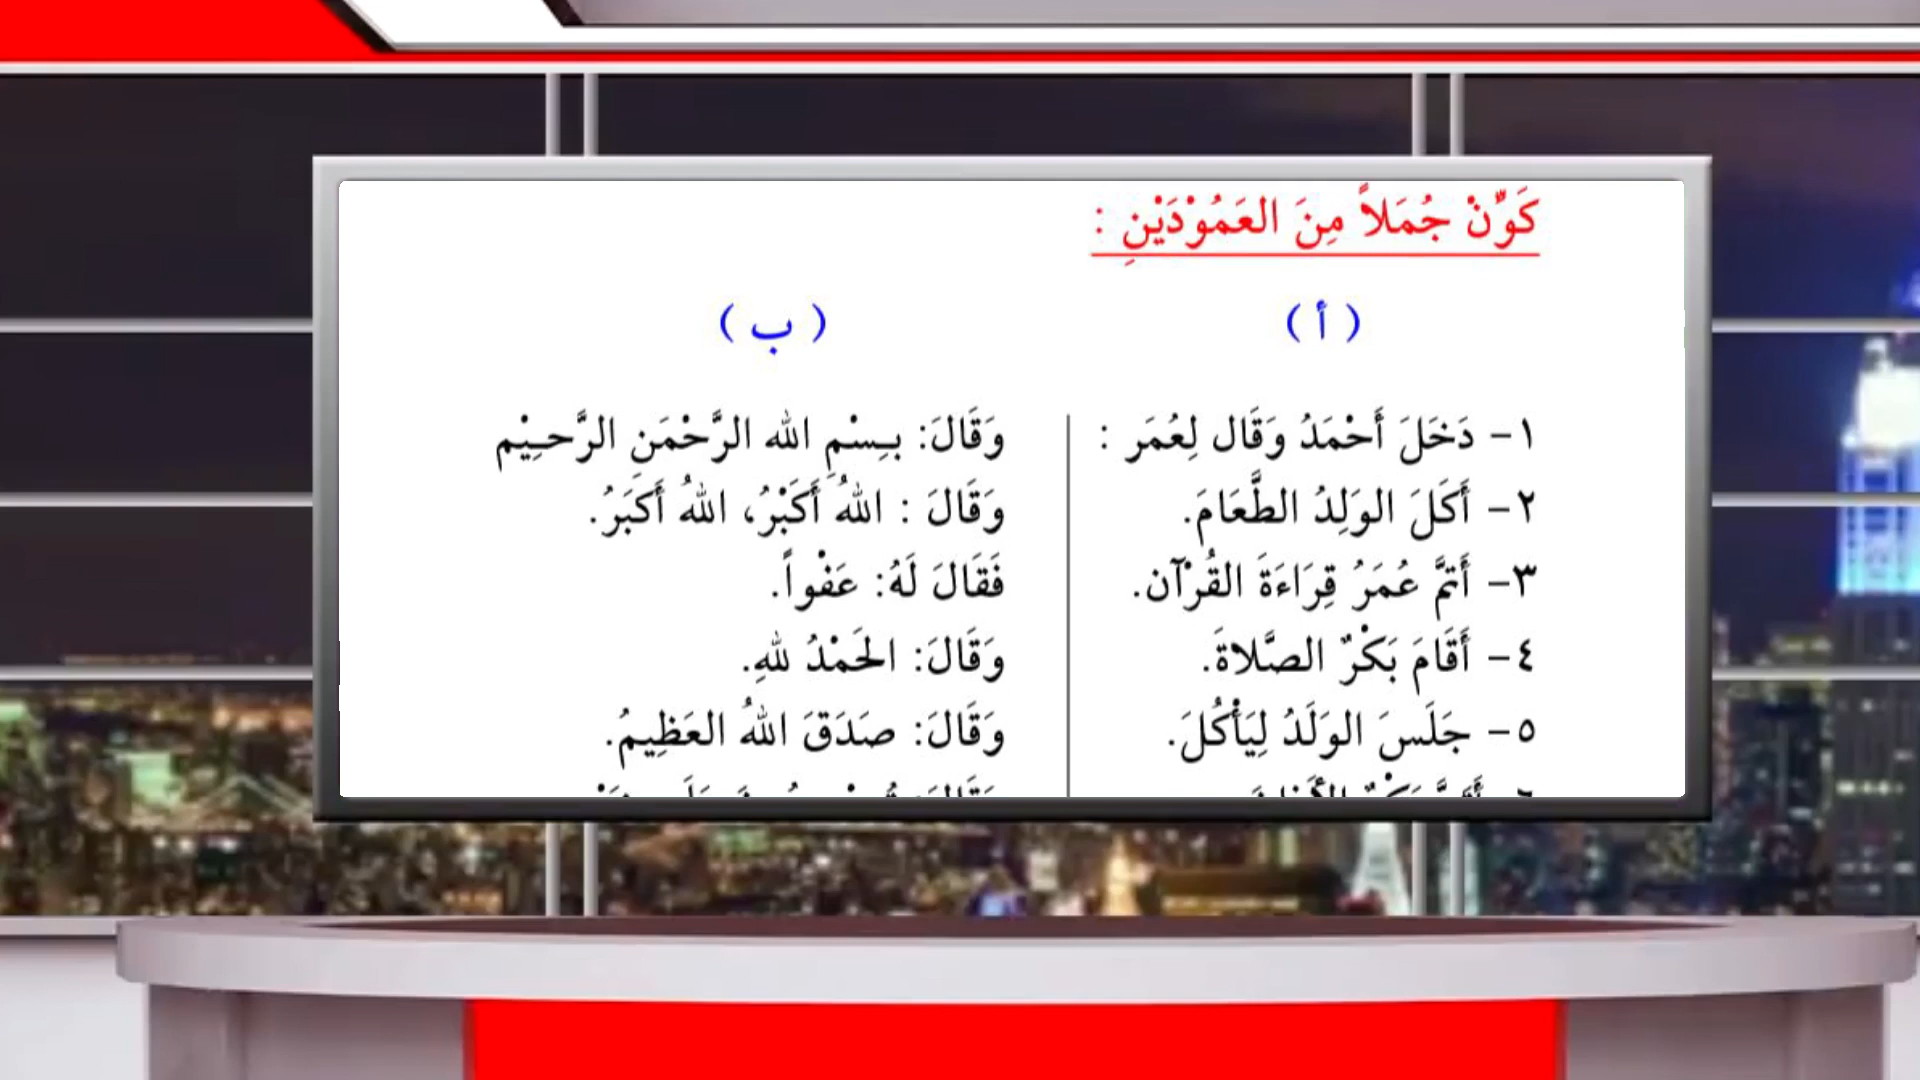 كَوِّنْ جُمَلاً مِنَ العَمُوْدَيْنِ :
( أ )
( ب )
١- دَخَلَ أَحْمَدُ وَقَال لِعُمَر :
وَقَالَ: بِسْمِ الله الرَّحْمَنِ الرَّحِيْم
٢- أَكَلَ الوَلِدُ الطَّعَامَ.
وَقَالَ : اللهُ أَكَبْرُ، اللهُ أَكَبَرُ.
٣- أَتمَّ عُمَرُ قِرَاءَةَ القُرْآن.
فَقَالَ لَهُ: عَفْواً.
٤- أَقَامَ بَكْرٌ الصَّلاةَ.
وَقَالَ: الحَمْدُ للهِ.
٥- جَلَسَ الوَلَدُ لِيَأْكُلَ.
وَقَالَ: صَدَقَ اللهُ العَظِيمُ.